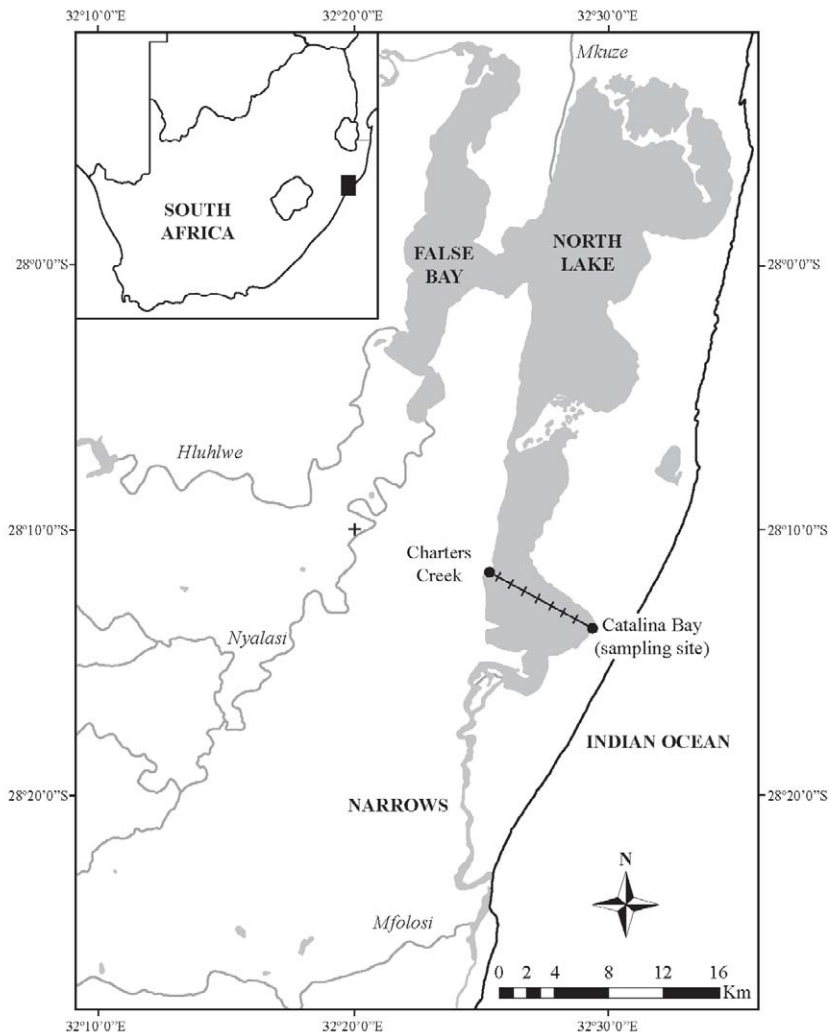 32°10'0"E 32°20'0"E 32°30'0"E
Mkuze
SOUTH
AFRICA
FALSE
BAY
NORTH
LAKE
28°0'0"S 28°0'0"S
Hluhlwe
28°10'0"S 28°10'0"S
Charters
Creek
Catalina Bay
(sampling site)
Nyalasi
INDIAN OCEAN
28°20'0"S 28°20'0"S
NARROWS
N
Mfolosi
0 2 4 8 12 16
Km
32°10'0"E 32°20'0"E 32°30'0"E